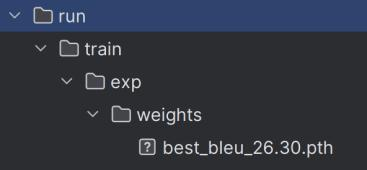 run
train
exp
weights
best_bleu_26.30.pth